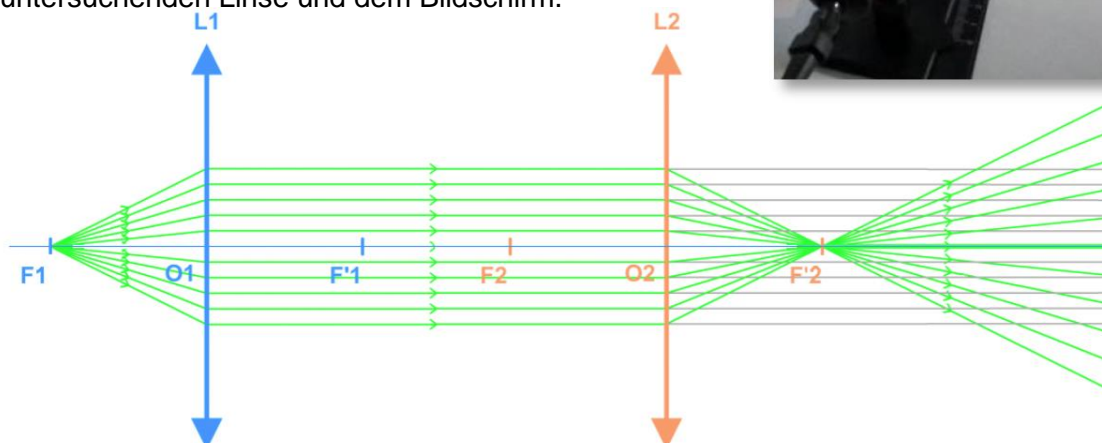 untersuchenden Linse und dem Bildschirm.
L1 L2
F1 O1 F'1 F2 O2 F'2